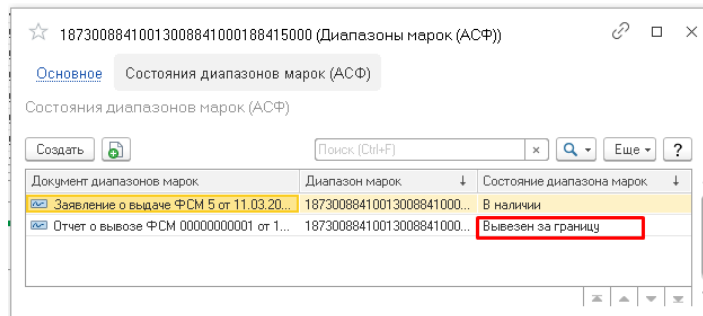 18730088410013008841000188415000 (Диапазоны марок (АСФ))
Основное Состояния диапазонов марок (АСФ)
Состояния диапазонов марок (АСФ)
Создать Поиск (Ctrl+F) × Еще ?
Документ диапазонов марок Диапазон марок ↓ Состояние диапазона марок ↓
Заявление о выдаче ФСМ 5 от 11.03.20... 18730088410013008841000... В наличии
Отчет о вывозе ФСМ 00000000001 от 1... 18730088410013008841000... Вывезен за границу